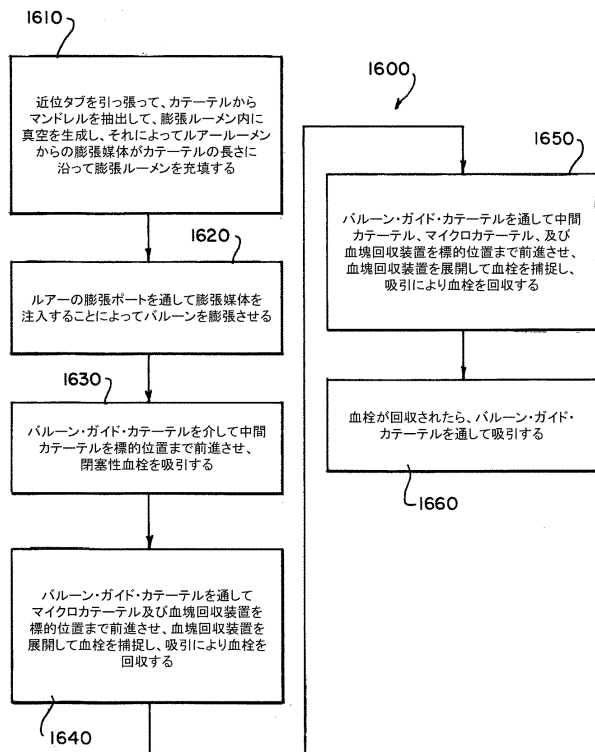 1610
近位タブを引っ張って、カテーテルから
マンドレルを抽出して、膨張ルーメン内に
真空を生成し、それによってルアールーメン
からの膨張媒体がカテーテルの長さに
沿って膨張ルーメンを充填する
1620
ルアーの膨張ポートを通して膨張媒体を
注入することによってバルーンを膨張させる
1630
バルーン・ガイド・カテーテルを介して中間
カテーテルを標的位置まで前進させ、
閉塞性血栓を吸引する
バルーン・ガイド・カテーテルを通して
マイクロカテーテル及び血塊回収装置を
標的位置まで前進させ、血塊回収装置を
展開して血栓を捕捉し、吸引により血栓を
回収する
1640
1600
1650
バルーン・ガイド・カテーテルを通して中間
カテーテル、マイクロカテーテル、及び
血塊回収装置を標的位置まで前進させ、
血塊回収装置を展開して血栓を捕捉し、
吸引により血栓を回収する
血栓が回収されたら、バルーン・ガイド・
カテーテルを通して吸引する
1660